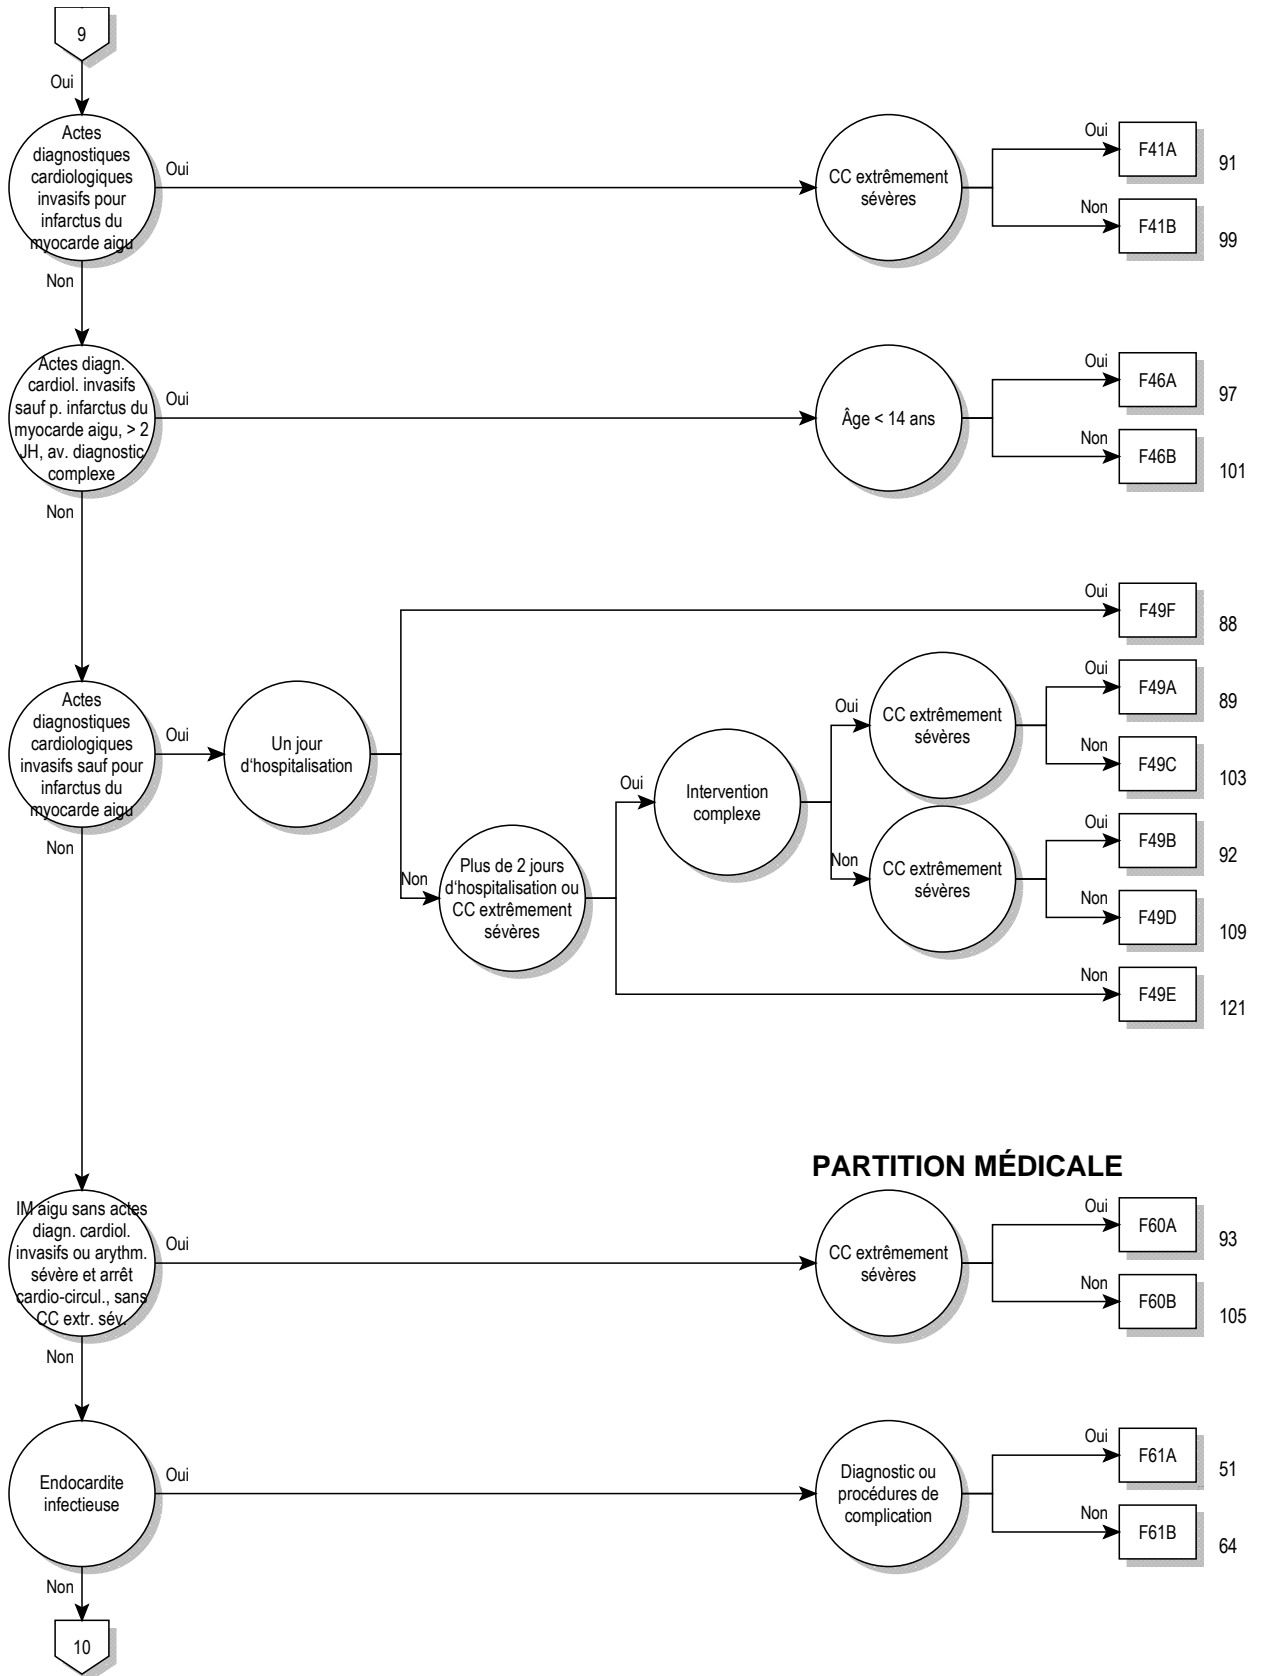 9
Oui
Actes
diagnostiques
cardiologiques
invasifs pour
infarctus du
myocarde aigu
Oui
CC extrêmement
sévères
Oui
F41A
91
Non
F41B
99
Non
Actes diagn.
cardiol. invasifs
sauf p. infarctus du
myocarde aigu, > 2
JH, av. diagnostic
complexe
Oui
Âge < 14 ans
Oui
F46A
97
Non
F46B
101
Non
Actes
diagnostiques
cardiologiques
invasifs sauf pour
infarctus du
myocarde aigu
Oui
Un jour
d'hospitalisation
Oui
F49F
88
Non
Plus de 2 jours
d'hospitalisation ou
CC extrêmement
sévères
Oui
Intervention
complexe
Oui
CC extrêmement
sévères
Oui
F49A
89
Non
F49C
103
Non
CC extrêmement
sévères
Oui
F49B
92
Non
F49D
109
Non
F49E
121
Non
PARTITION MÉDICALE
IM aigu sans actes
diagn. cardiol.
invasifs ou arythm.
sévère et arrêt
cardio-circul., sans
CC extr. sév.
Oui
CC extrêmement
sévères
Oui
F60A
93
Non
F60B
105
Non
Endocardite
infectieuse
Oui
Diagnostic ou
procédures de
complication
Oui
F61A
51
Non
F61B
64
Non
10